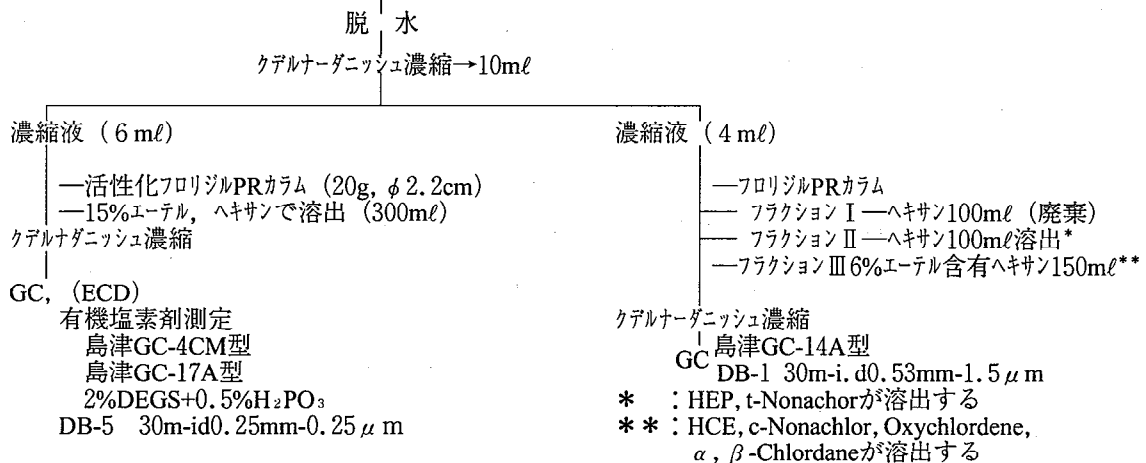 脱水
クデルナーダニッシュ濃縮→10mℓ
濃縮液（6mℓ）
―活性化フロリジルPRカラム（20g, φ2.2cm）
―15%エーテル，ヘキサンで溶出（300mℓ）
クデルナダニッシュ濃縮
GC,（ECD）
有機塩素剤測定
島津GC-4CM型
島津GC-17A型
2%DEGS+0.5%H₂PO₃
DB-5 30m-id0.25mm-0.25μm
濃縮液（4mℓ）
―フロリジルPRカラム
― フラクションⅠ―ヘキサン100mℓ（廃棄）
― フラクションⅡ―ヘキサン100mℓ溶出*
―フラクションⅢ6%エーテル含有ヘキサン150mℓ**
クデルナーダニッシュ濃縮
GC 島津GC-14A型
DB-1 30m-i.d0.53mm-1.5μm
* ：HEP, t-Nonachorが溶出する
**：HCE, c-Nonachlor, Oxychlordene,
α, β-Chlordaneが溶出する